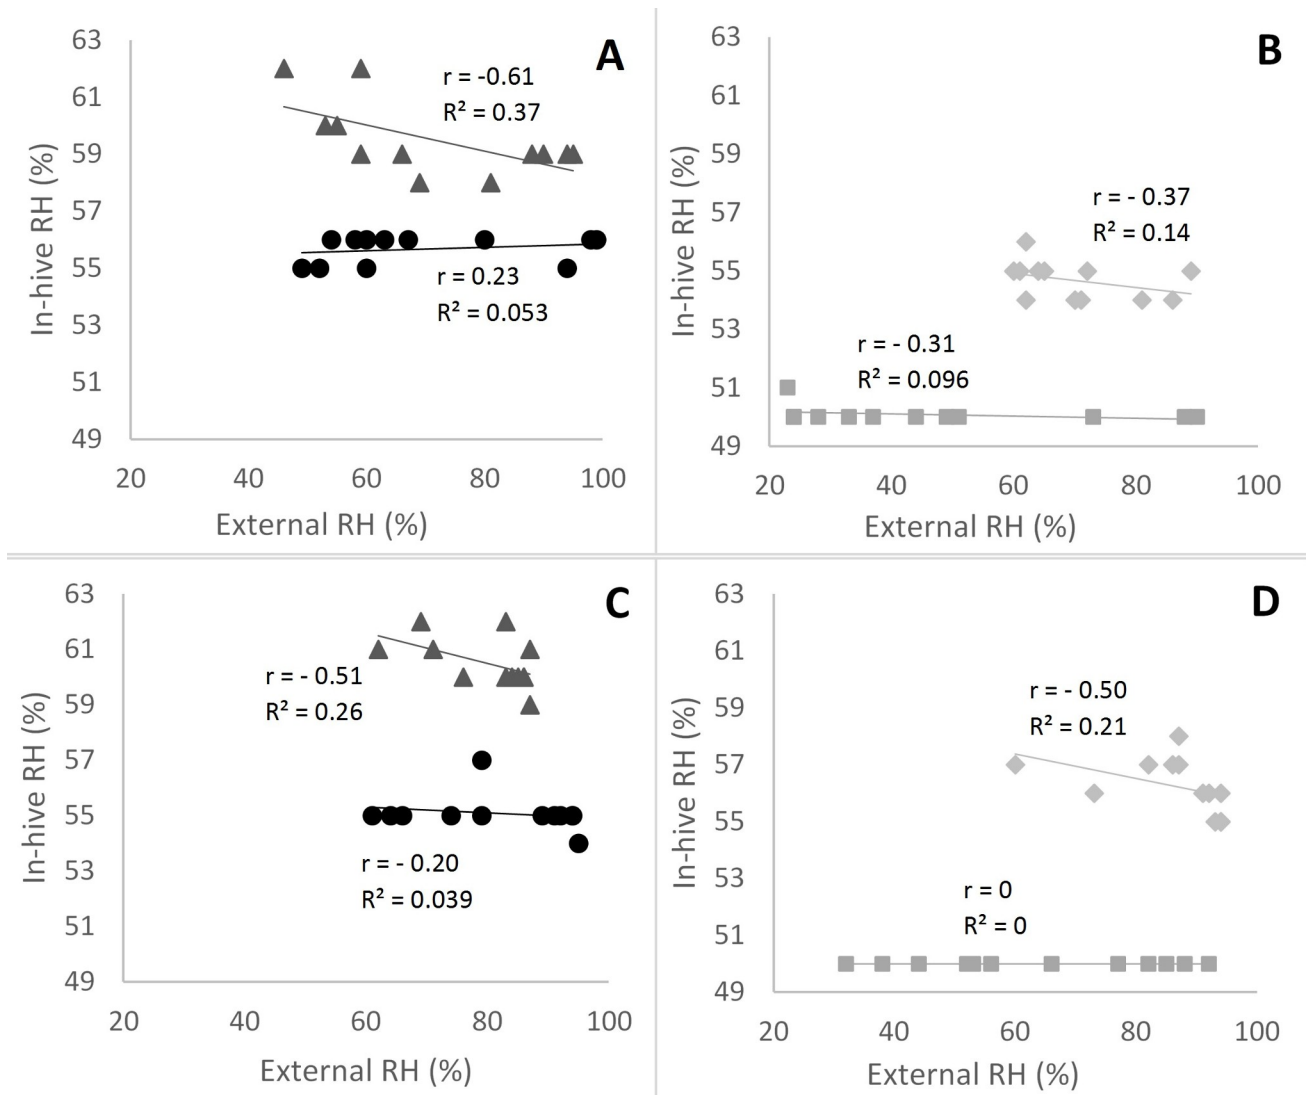 A
63
61
59
57
55
53
51
49
In-hive RH (%)
r = -0.61
R² = 0.37
r = 0.23
R² = 0.053
20 40 60 80 100
External RH (%)
B
63
61
59
57
55
53
51
49
In-hive RH (%)
r = - 0.37
R² = 0.14
r = - 0.31
R² = 0.096
20 40 60 80 100
External RH (%)
C
63
61
59
57
55
53
51
49
In-hive RH (%)
r = - 0.51
R² = 0.26
r = - 0.20
R² = 0.039
20 40 60 80 100
External RH (%)
D
63
61
59
57
55
53
51
49
In-hive RH (%)
r = - 0.50
R² = 0.21
r = 0
R² = 0
20 40 60 80 100
External RH (%)